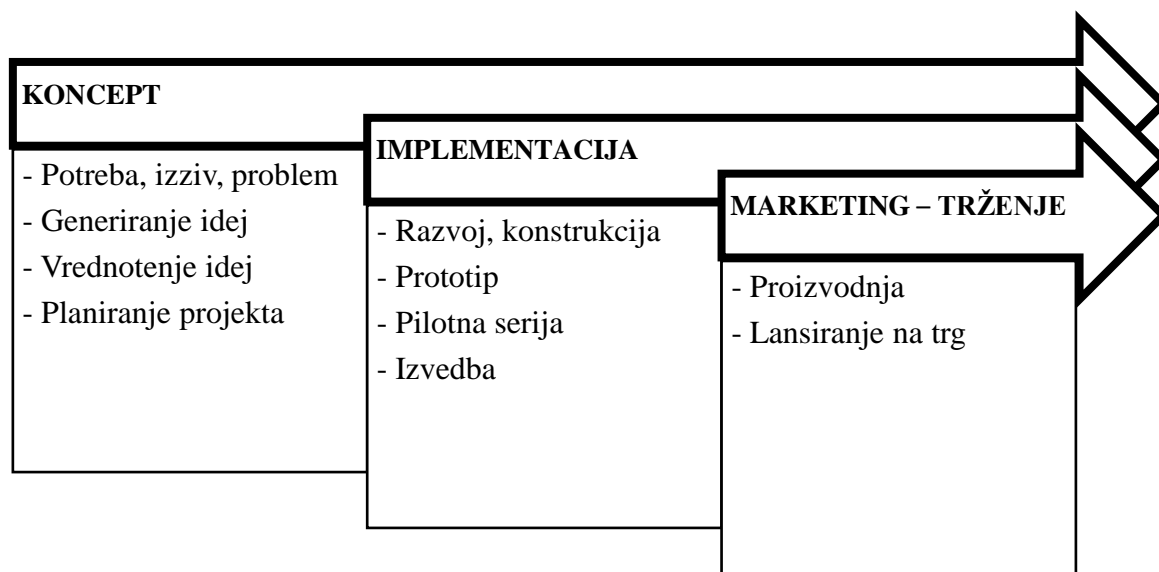 KONCEPT
- Potreba, izziv, problem
- Generiranje idej
- Vrednotenje idej
- Planiranje projekta
IMPLEMENTACIJA
- Razvoj, konstrukcija
- Prototip
- Pilotna serija
- Izvedba
MARKETING – TRŽENJE
- Proizvodnja
- Lansiranje na trg